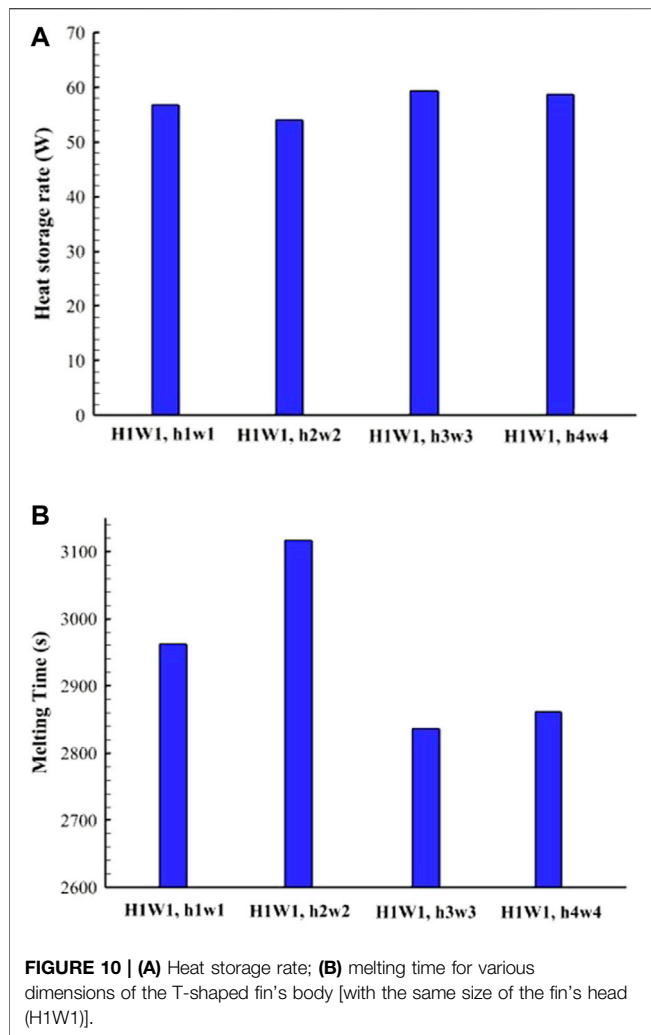 A
70
60
50
40
30
20
10
0
Heat storage rate (W)
H1W1, h1w1 H1W1, h2w2 H1W1, h3w3 H1W1, h4w4
B
3100
3000
2900
2800
2700
2600
Melting Time (s)
H1W1, h1w1 H1W1, h2w2 H1W1, h3w3 H1W1, h4w4
FIGURE 10 | (A) Heat storage rate; (B) melting time for various
dimensions of the T-shaped fin’s body [with the same size of the fin’s head
(H1W1)].